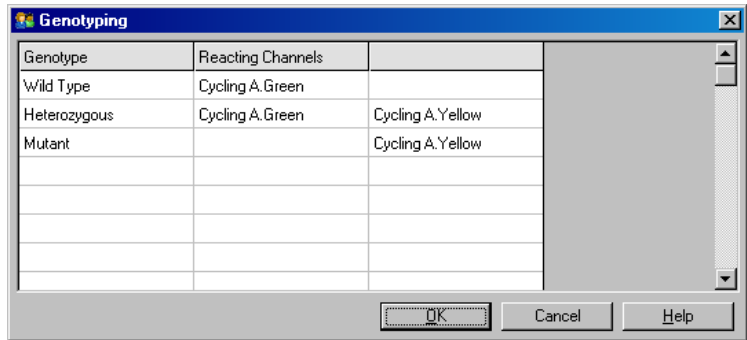 Genotyping
Genotype Reacting Channels
Wild Type Cycling A.Green
Heterozygous Cycling A.Green Cycling A.Yellow
Mutant Cycling A.Yellow
OK Cancel Help